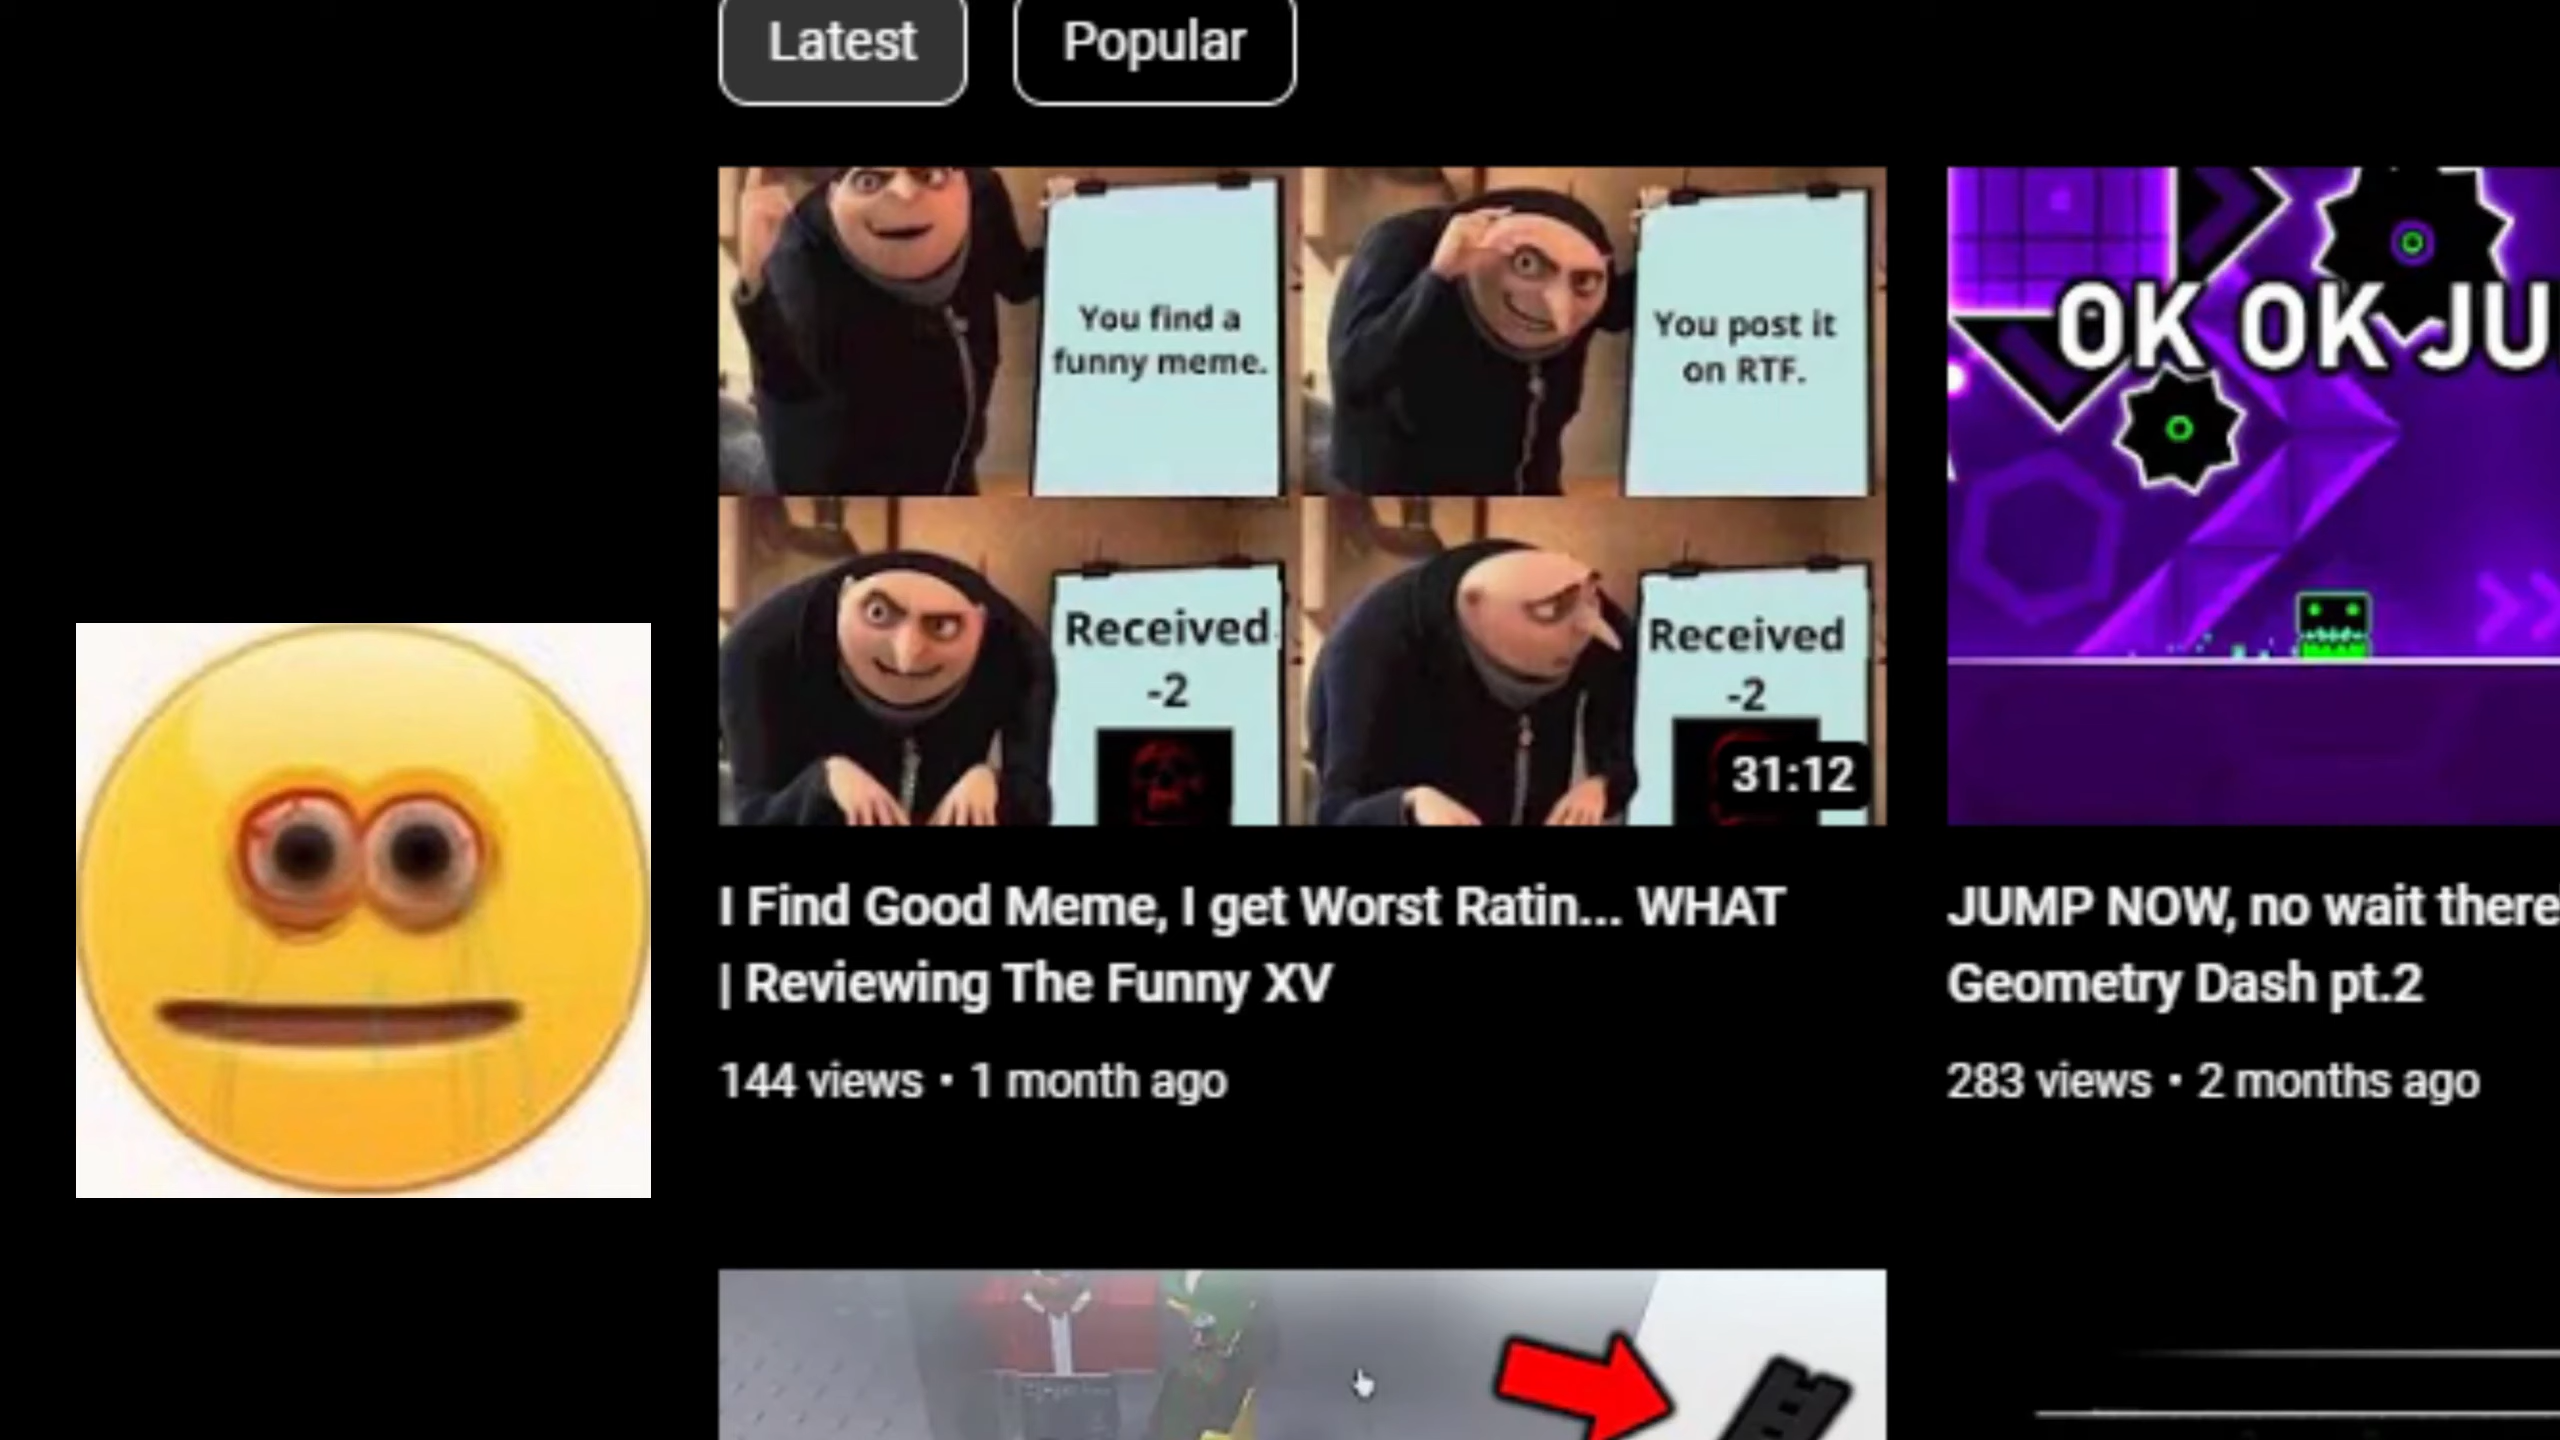 Latest
Popular
You find a
funny meme.
You post it
on RTF.
Received
-2
Received
-2
31:12
OK OK JU
I Find Good Meme, I get Worst Ratin... WHAT
| Reviewing The Funny XV
144 views • 1 month ago
JUMP NOW, no wait there'
Geometry Dash pt.2
283 views • 2 months ago